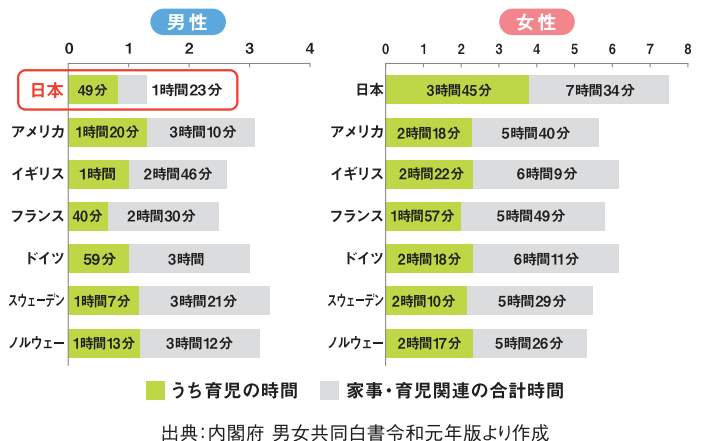 男性
0 1 2 3 4
日本 49分 1時間23分
アメリカ 1時間20分 3時間10分
イギリス 1時間 2時間46分
フランス 40分 2時間30分
ドイツ 59分 3時間
スウェーデン 1時間7分 3時間21分
ノルウェー 1時間13分 3時間12分
女性
0 1 2 3 4 5 6 7 8
日本 3時間45分 7時間34分
アメリカ 2時間18分 5時間40分
イギリス 2時間22分 6時間9分
フランス 1時間57分 5時間49分
ドイツ 2時間18分 6時間11分
スウェーデン 2時間10分 5時間29分
ノルウェー 2時間17分 5時間26分
うち育児の時間 家事・育児関連の合計時間
出典：内閣府 男女共同白書令和元年版より作成